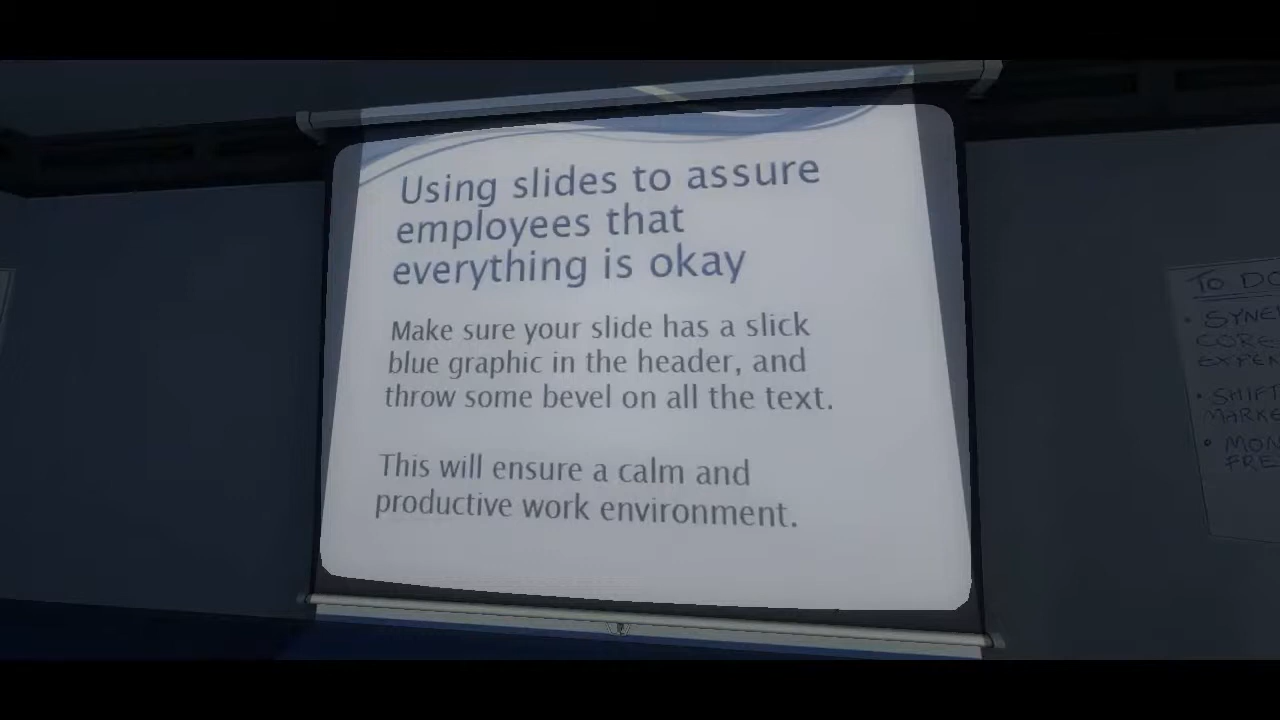 Using slides to assure
employees that
everything is okay
Make sure your slide has a slick
blue graphic in the header, and
throw some bevel on all the text.
This will ensure a calm and
productive work environment.
TO DO
CORE